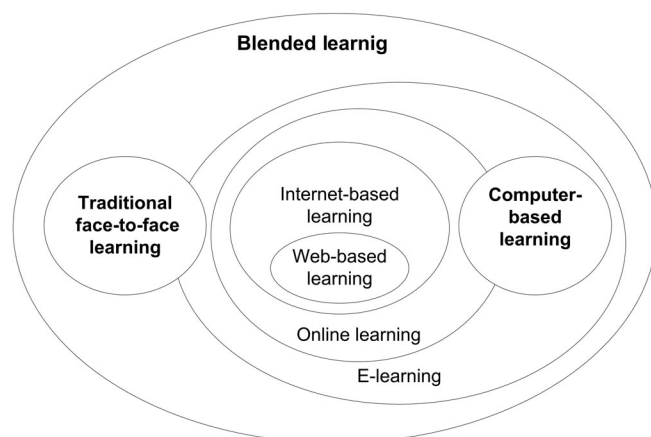 Blended learnig
Traditional
face-to-face
learning
Internet-based
learning
Web-based
learning
Computer-
based
learning
Online learning
E-learning